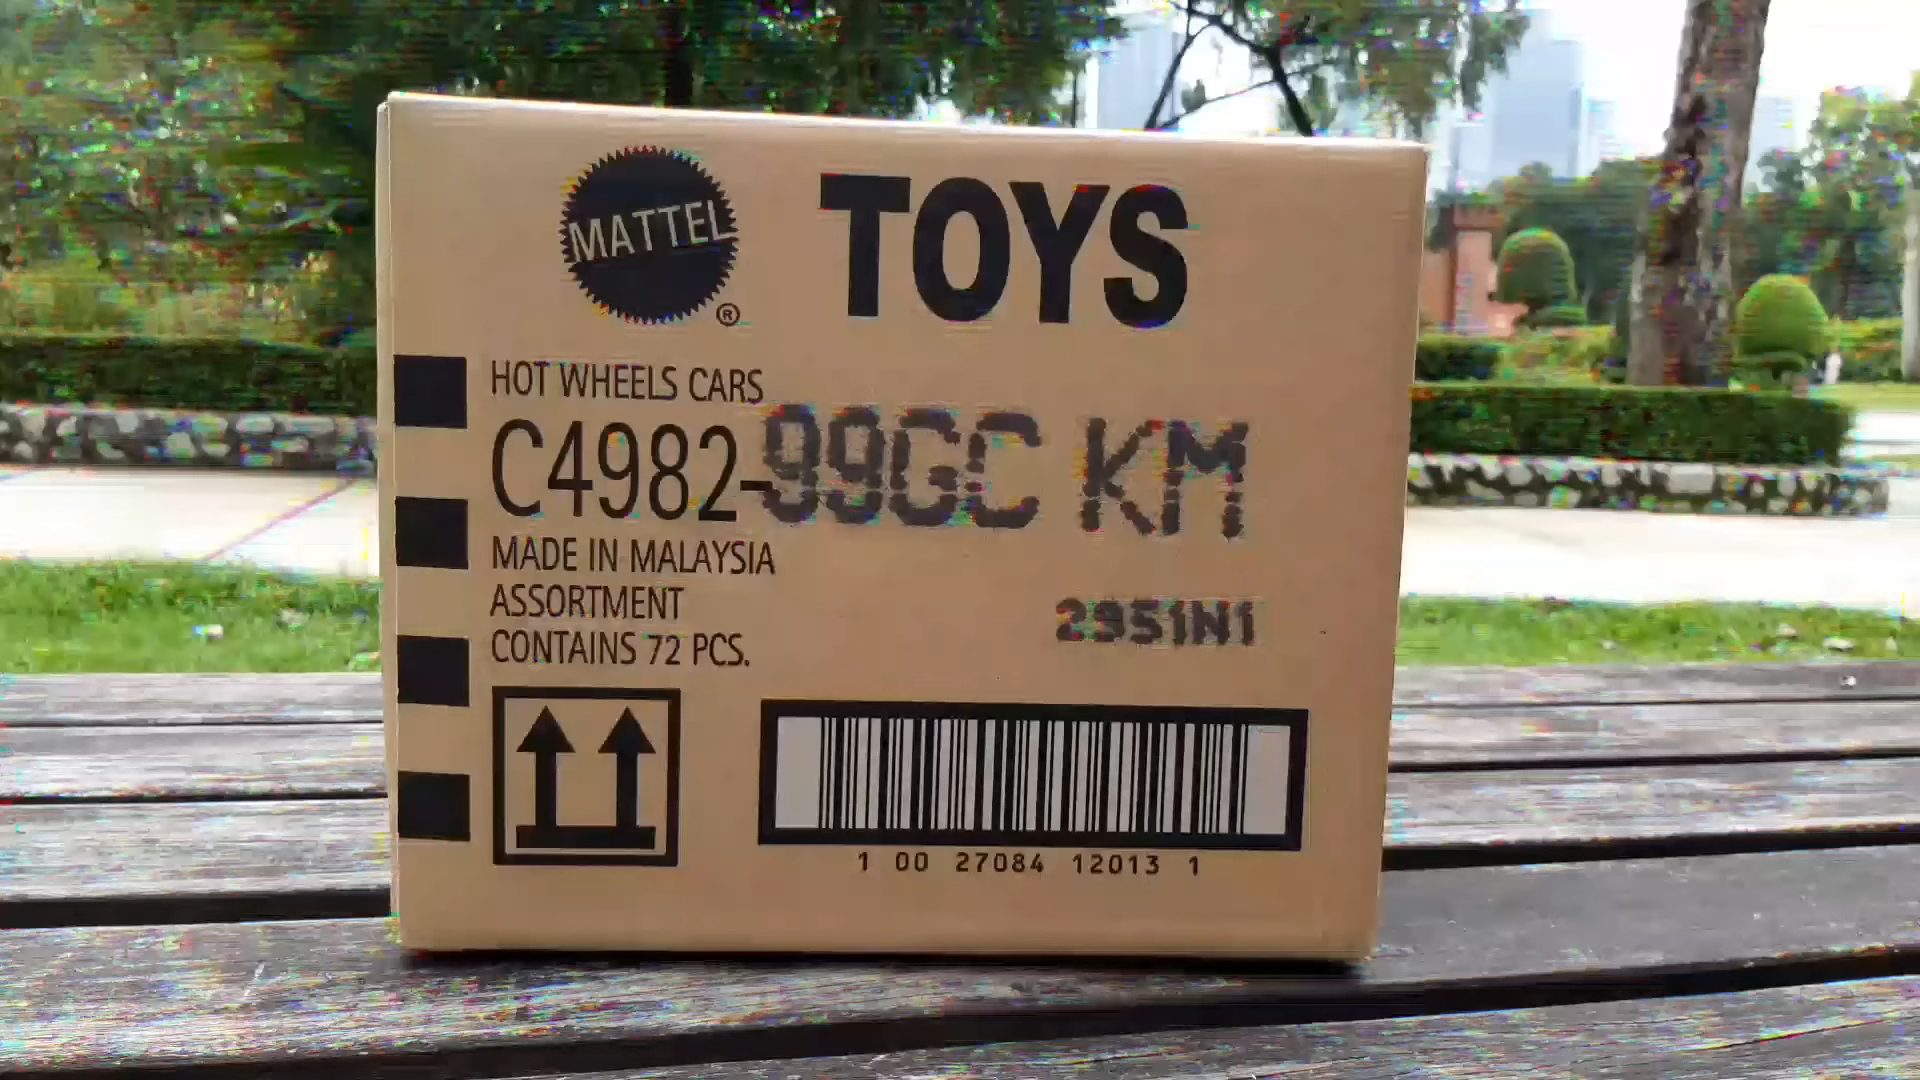 MATTEL
®
TOYS
HOT WHEELS CARS
C4982-99GC KM
MADE IN MALAYSIA
ASSORTMENT
CONTAINS 72 PCS.
2951N1
1 00 27084 12013 1